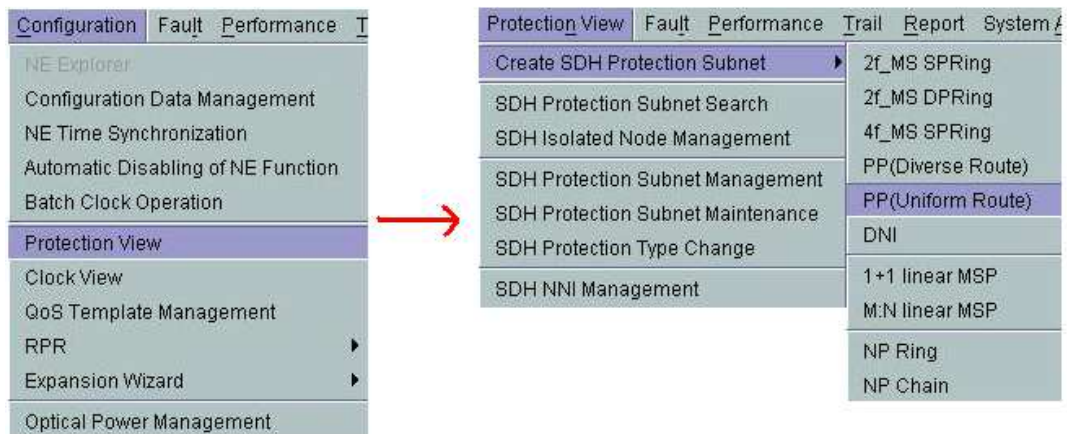 Configuration Fault Performance T
NE Explorer
Configuration Data Management
NE Time Synchronization
Automatic Disabling of NE Function
Batch Clock Operation
Protection View
Clock View
QoS Template Management
RPR
Expansion Wizard
Optical Power Management
Protection View Fault Performance Trail Report System A
Create SDH Protection Subnet
SDH Protection Subnet Search
SDH Isolated Node Management
SDH Protection Subnet Management
SDH Protection Subnet Maintenance
SDH Protection Type Change
SDH NNI Management
2f_MS SPRing
2f_MS DPRing
4f_MS SPRing
PP(Diverse Route)
PP(Uniform Route)
DNI
1+1 linear MSP
M:N linear MSP
NP Ring
NP Chain